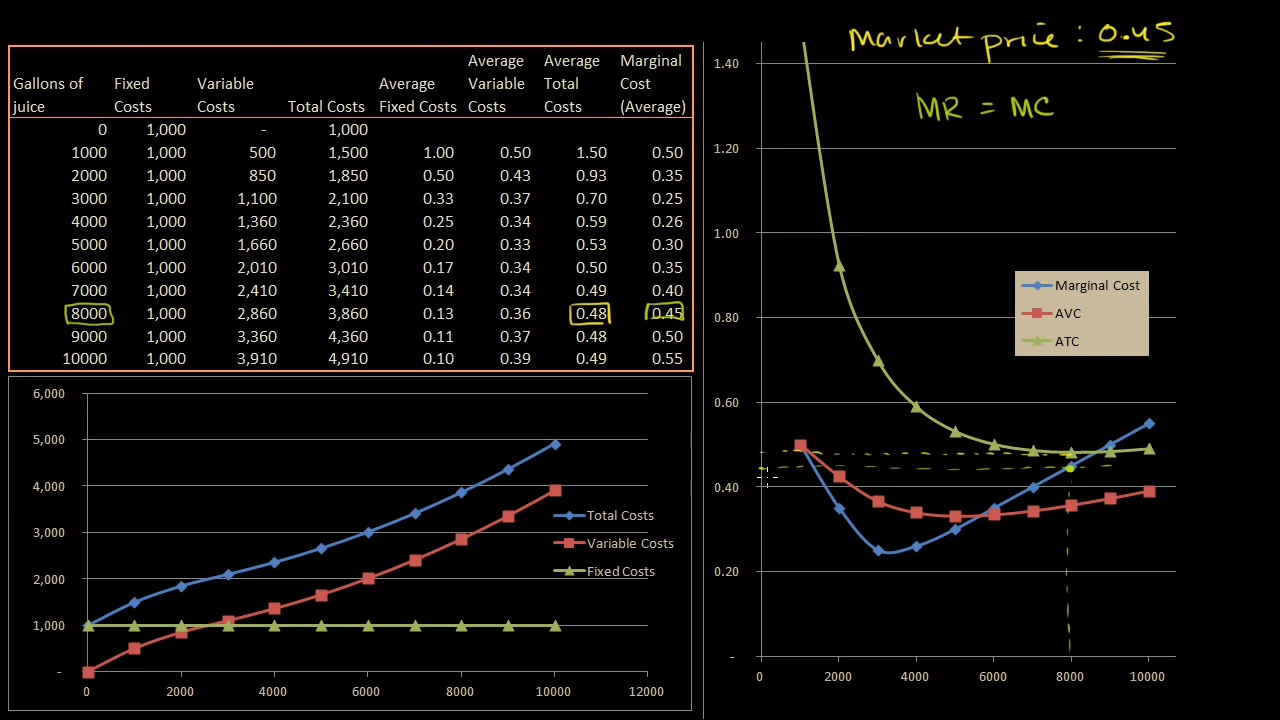 Market price : 0.45
MR = MC
Gallons of juice Fixed Costs Variable Costs Total Costs Average Fixed Costs Average Variable Costs Average Total Costs Marginal Cost (Average)
0 1,000 - 1,000
1000 1,000 500 1,500 1.00 0.50 1.50 0.50
2000 1,000 850 1,850 0.50 0.43 0.93 0.35
3000 1,000 1,100 2,100 0.33 0.37 0.70 0.25
4000 1,000 1,360 2,360 0.25 0.34 0.59 0.26
5000 1,000 1,660 2,660 0.20 0.33 0.53 0.30
6000 1,000 2,010 3,010 0.17 0.34 0.50 0.35
7000 1,000 2,410 3,410 0.14 0.34 0.49 0.40
8000 1,000 2,860 3,860 0.13 0.36 0.48 0.45
9000 1,000 3,360 4,360 0.11 0.37 0.48 0.50
10000 1,000 3,910 4,910 0.10 0.39 0.49 0.55
6,000
5,000
4,000
3,000
2,000
1,000
-
0 2000 4000 6000 8000 10000 12000
Total Costs
Variable Costs
Fixed Costs
1.40
1.20
1.00
0.80
0.60
0.40
0.20
-
0 2000 4000 6000 8000 10000
Marginal Cost
AVC
ATC